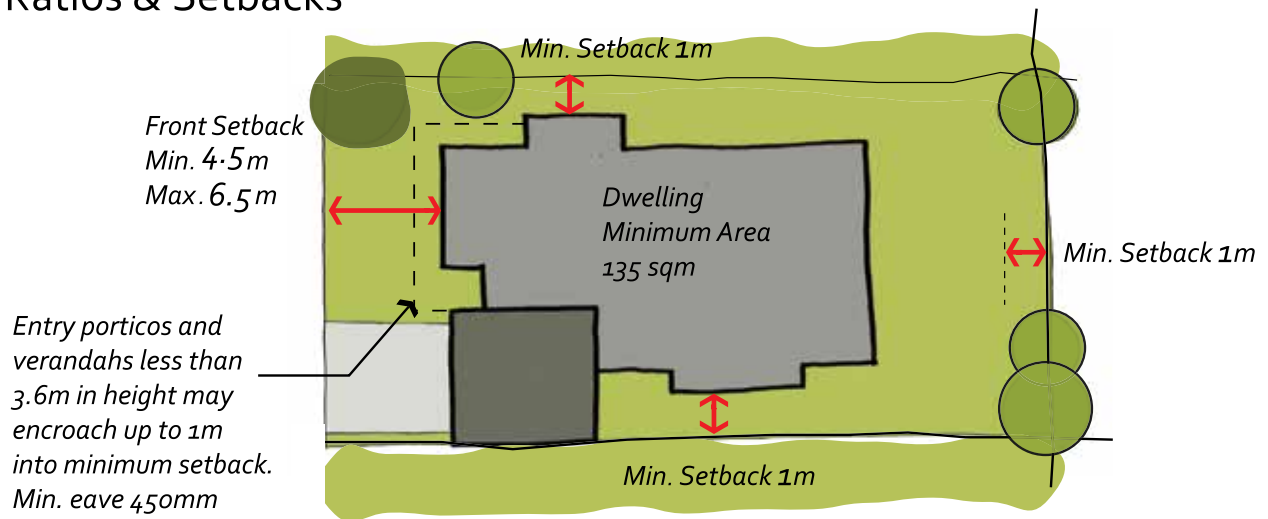 Ratios & Setbacks
Min. Setback 1m
Front Setback
Min. 4.5m
Max. 6.5m
Dwelling
Minimum Area
135 sqm
Min. Setback 1m
Entry porticos and
verandahs less than
3.6m in height may
encroach up to 1m
into minimum setback.
Min. eave 450mm
Min. Setback 1m